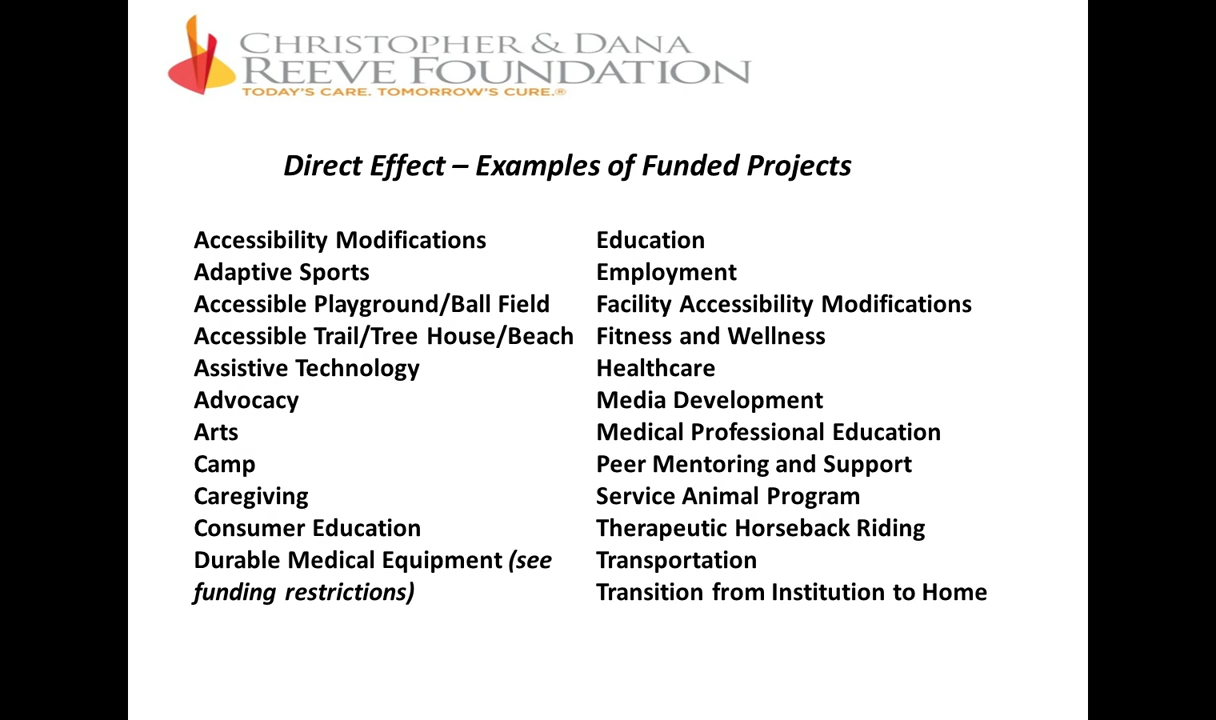 CHRISTOPHER & DANA
REEVE FOUNDATION
TODAY'S CARE. TOMORROW'S CURE.®
Direct Effect – Examples of Funded Projects
Accessibility Modifications
Adaptive Sports
Accessible Playground/Ball Field
Accessible Trail/Tree House/Beach
Assistive Technology
Advocacy
Arts
Camp
Caregiving
Consumer Education
Durable Medical Equipment (see
funding restrictions)
Education
Employment
Facility Accessibility Modifications
Fitness and Wellness
Healthcare
Media Development
Medical Professional Education
Peer Mentoring and Support
Service Animal Program
Therapeutic Horseback Riding
Transportation
Transition from Institution to Home